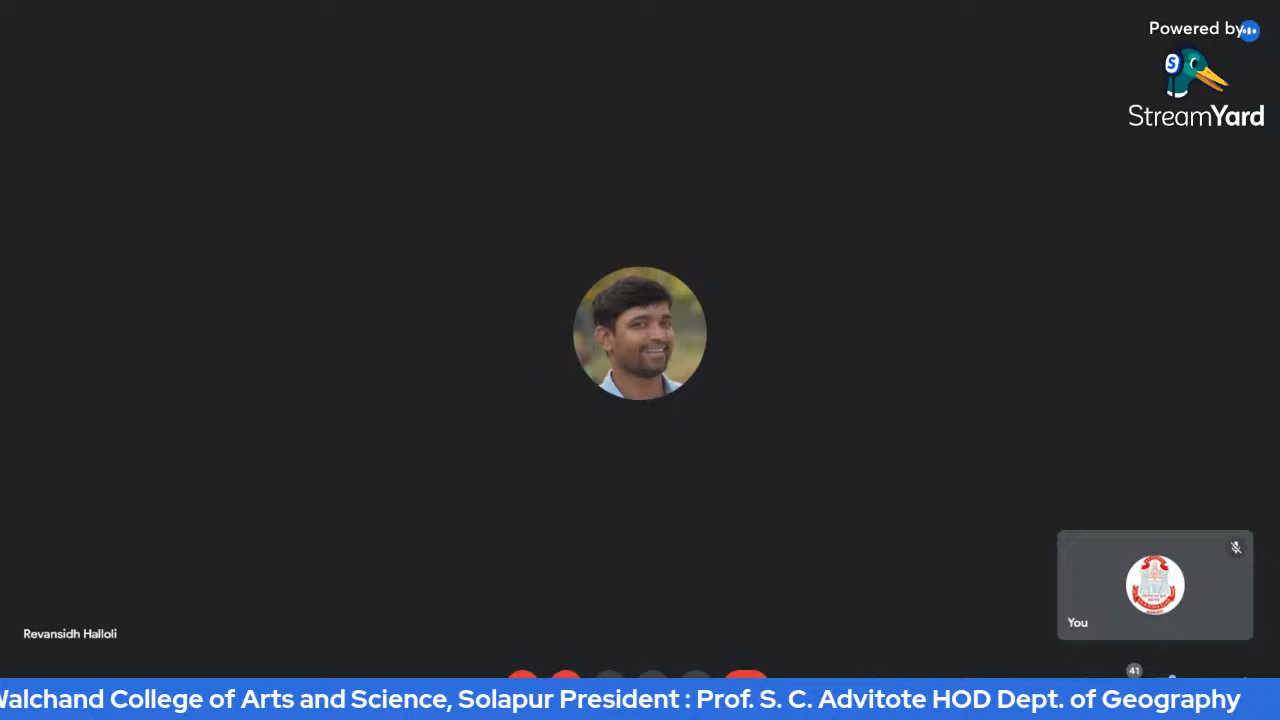 Powered by
StreamYard
You
Revansidh Halloli
41
Walchand College of Arts and Science, Solapur President : Prof. S. C. Advitote HOD Dept. of Geography